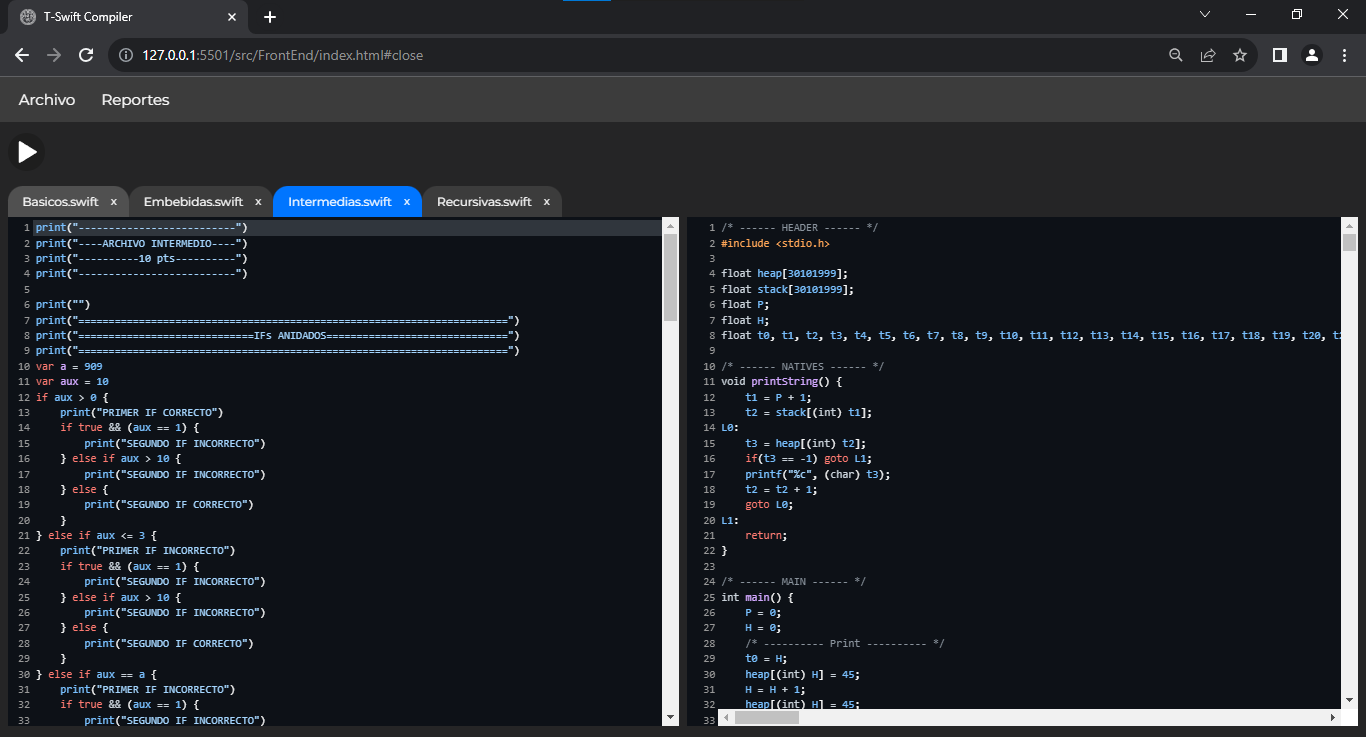 T-Swift Compiler
127.0.0.1:5501/src/FrontEnd/index.html#close
Archivo Reportes
Basicos.swift x Embebidas.swift x Intermedias.swift x Recursivas.swift x
1 print("--------------------------")
2 print("----ARCHIVO INTERMEDIO----")
3 print("----------10 pts----------")
4 print("--------------------------")
5
6 print("")
7 print("=======================================================================")
8 print("=============================IFs ANIDADOS==============================")
9 print("=======================================================================")
10 var a = 909
11 var aux = 10
12 if aux > 0 {
13 print("PRIMER IF CORRECTO")
14 if true && (aux == 1) {
15 print("SEGUNDO IF INCORRECTO")
16 } else if aux > 10 {
17 print("SEGUNDO IF INCORRECTO")
18 } else {
19 print("SEGUNDO IF CORRECTO")
20 }
21 } else if aux <= 3 {
22 print("PRIMER IF INCORRECTO")
23 if true && (aux == 1) {
24 print("SEGUNDO IF INCORRECTO")
25 } else if aux > 10 {
26 print("SEGUNDO IF INCORRECTO")
27 } else {
28 print("SEGUNDO IF CORRECTO")
29 }
30 } else if aux == a {
31 print("PRIMER IF INCORRECTO")
32 if true && (aux == 1) {
33 print("SEGUNDO IF INCORRECTO")
1 /* ------ HEADER ------ */
2 #include <stdio.h>
3
4 float heap[30101999];
5 float stack[30101999];
6 float P;
7 float H;
8 float t0, t1, t2, t3, t4, t5, t6, t7, t8, t9, t10, t11, t12, t13, t14, t15, t16, t17, t18, t19, t20,
9
10 /* ------ NATIVES ------ */
11 void printString() {
12 t1 = P + 1;
13 t2 = stack[(int) t1];
14 L0:
15 t3 = heap[(int) t2];
16 if(t3 == -1) goto L1;
17 printf("%c", (char) t3);
18 t2 = t2 + 1;
19 goto L0;
20 L1:
21 return;
22 }
23
24 /* ------ MAIN ------ */
25 int main() {
26 P = 0;
27 H = 0;
28 /* ---------- Print ---------- */
29 t0 = H;
30 heap[(int) H] = 45;
31 H = H + 1;
32 heap[(int) H] = 45;
33